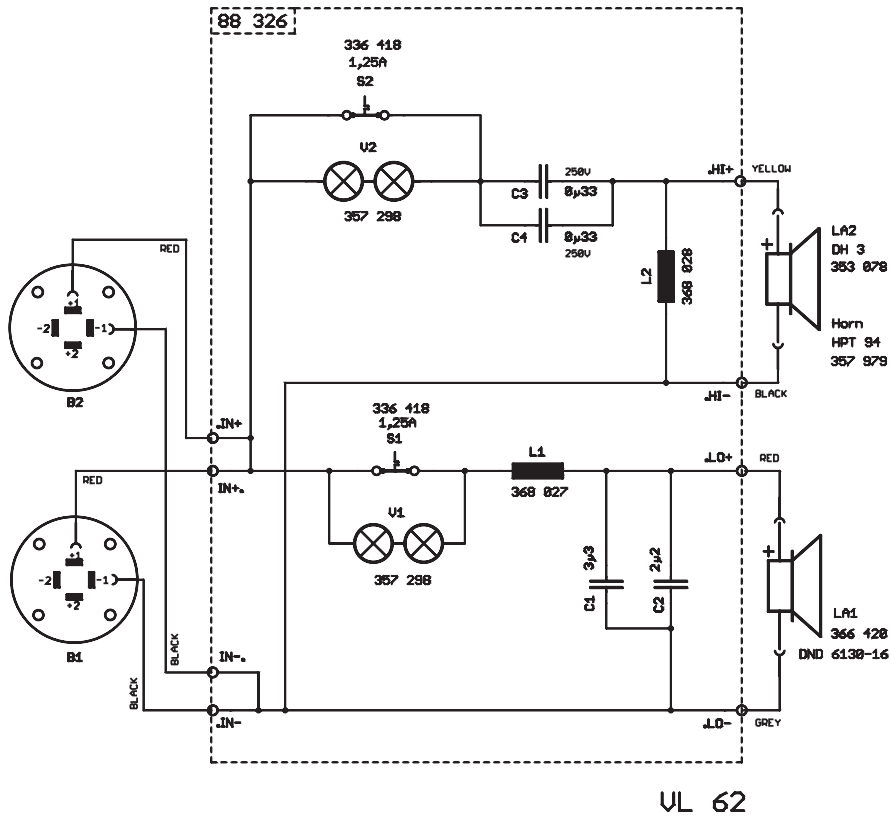 88 326
336 418
1,25A
S2
V2
357 298
C3
250V
0µ33
C4
0µ33
250V
L2
368 028
.HI+
YELLOW
LA2
DH 3
353 078
Horn
HPT 94
357 979
.HI-
BLACK
RED
+1
-2
-1
+2
B2
.IN+
IN+.
336 418
1,25A
S1
V1
357 298
L1
368 027
.LO+
RED
3µ3
C1
2µ2
C2
+
+
LA1
366 420
DND 6130-16
RED
+1
-2
-1
+2
B1
BLACK
BLACK
IN-.
.IN-
.LO-
GREY
VL 62